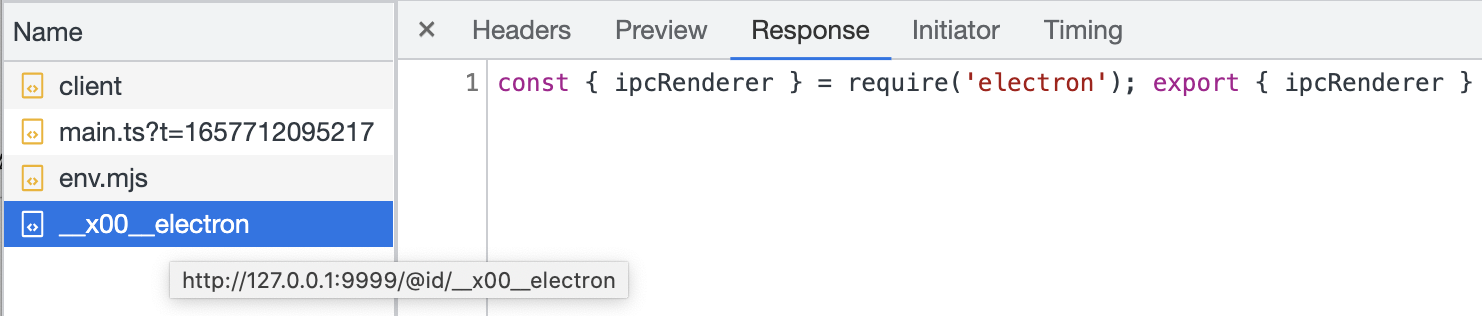 Name
× Headers Preview Response Initiator Timing
client
1 const { ipcRenderer } = require('electron'); export { ipcRenderer }
main.ts?t=1657712095217
env.mjs
__x00__electron
http://127.0.0.1:9999/@id/__x00__electron